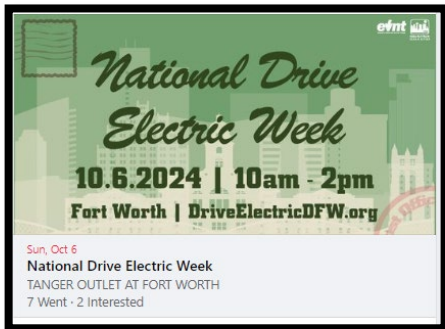 evnt
National Drive
Electric Week
10.6.2024 | 10am - 2pm
Fort Worth | DriveElectricDFW.org
Sun, Oct 6
National Drive Electric Week
TANGER OUTLET AT FORT WORTH
7 Went · 2 Interested